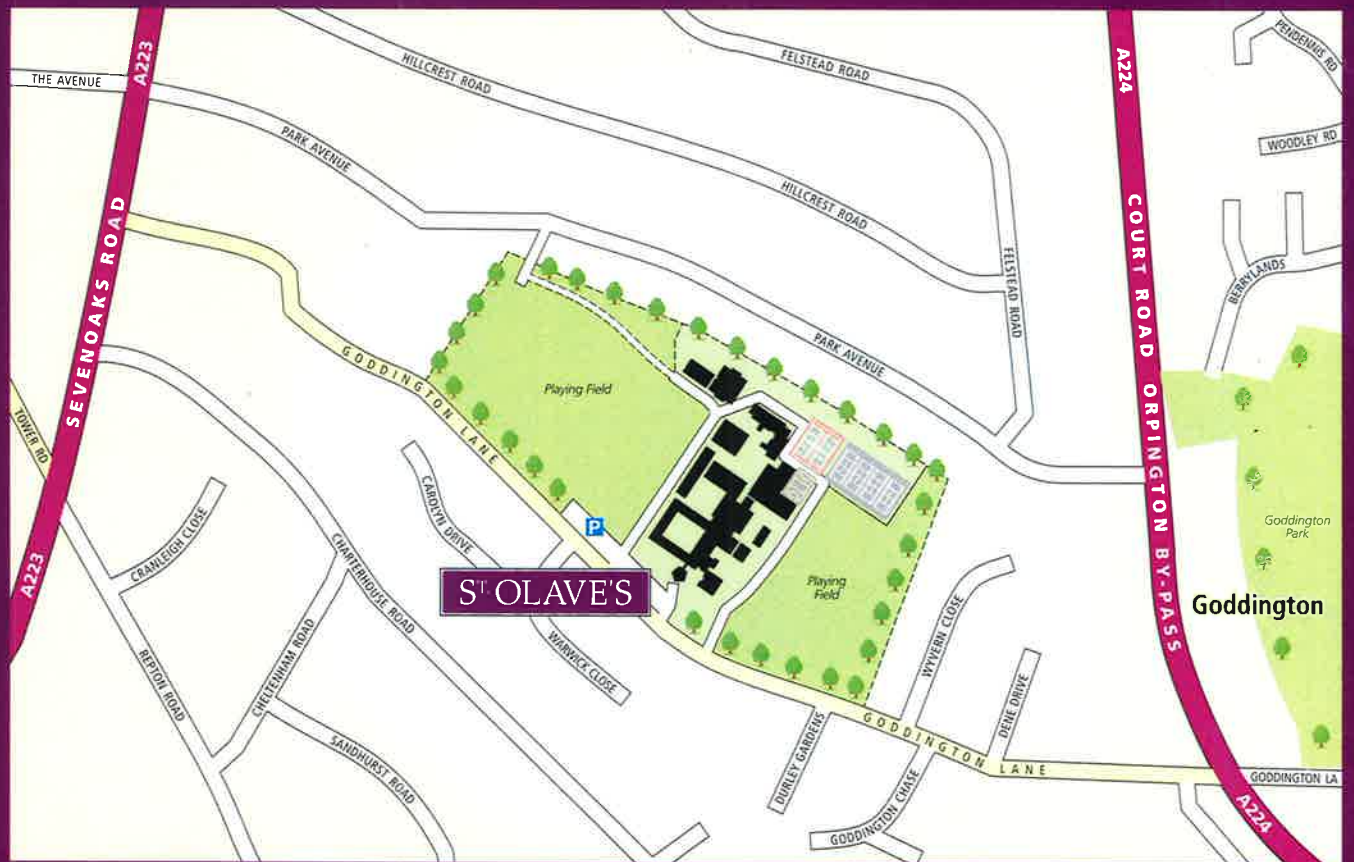 A223
THE AVENUE
HILLCREST ROAD
FELSTEAD ROAD
A224
PENDENNIS RD
WOODLEY RD
PARK AVENUE
HILLCREST ROAD
SEVENOAKS ROAD
COURT ROAD ORPINGTON BY-PASS
FELSTEAD ROAD
BERRYLANDS
GODDINGTON LANE
Playing Field
PARK AVENUE
TOWER RD
CAROLYN DRIVE
CRANLEIGH CLOSE
P
Goddington
Park
CHARTERHOUSE ROAD
A223
ST. OLAVE'S
Playing
Field
Goddington
WYVERN CLOSE
WARWICK CLOSE
REPTON ROAD
CHELTENHAM ROAD
DENE DRIVE
SANDHURST ROAD
DURLEY GARDENS
GODDINGTON LANE
GODDINGTON LA
GODDINGTON CHASE
A224